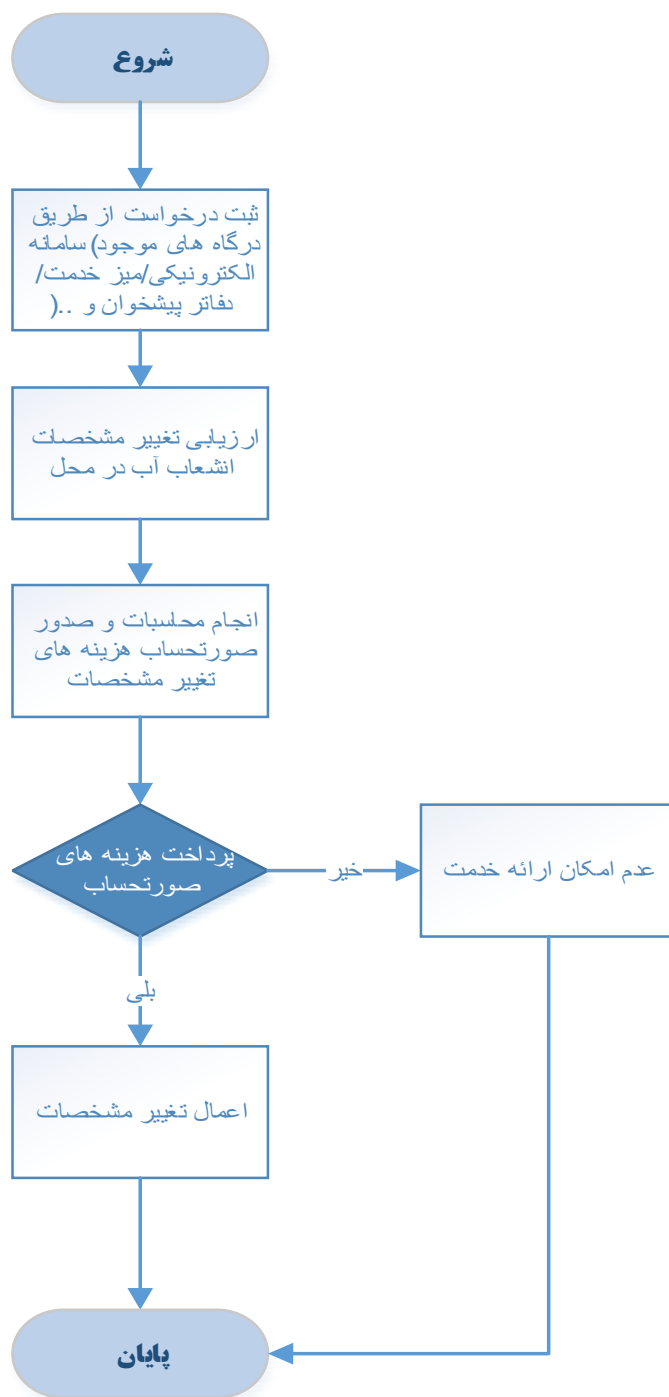 شروع
ثبت درخواست از طریق
درگاه های موجود)سامانه
الکترونیکی/میز خدمت/
دفاتر پیشخوان و ..(
ارزیابی تغییر مشخصات
انشعاب آب در محل
انجام محاسبات و صدور
صورتحساب هزینه های
تغییر مشخصات
پرداخت هزینه های
صورتحساب
خیر
عدم امکان ارائه خدمت
بلی
اعمال تغییر مشخصات
پایان